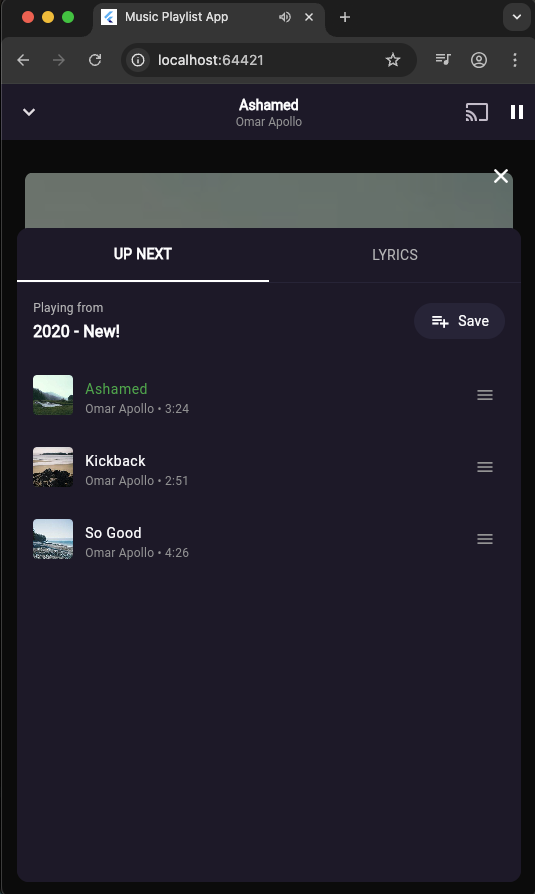 Music Playlist App
localhost:64421
Ashamed
Omar Apollo
UP NEXT
LYRICS
Playing from
2020 - New!
Save
Ashamed
Omar Apollo • 3:24
Kickback
Omar Apollo • 2:51
So Good
Omar Apollo • 4:26